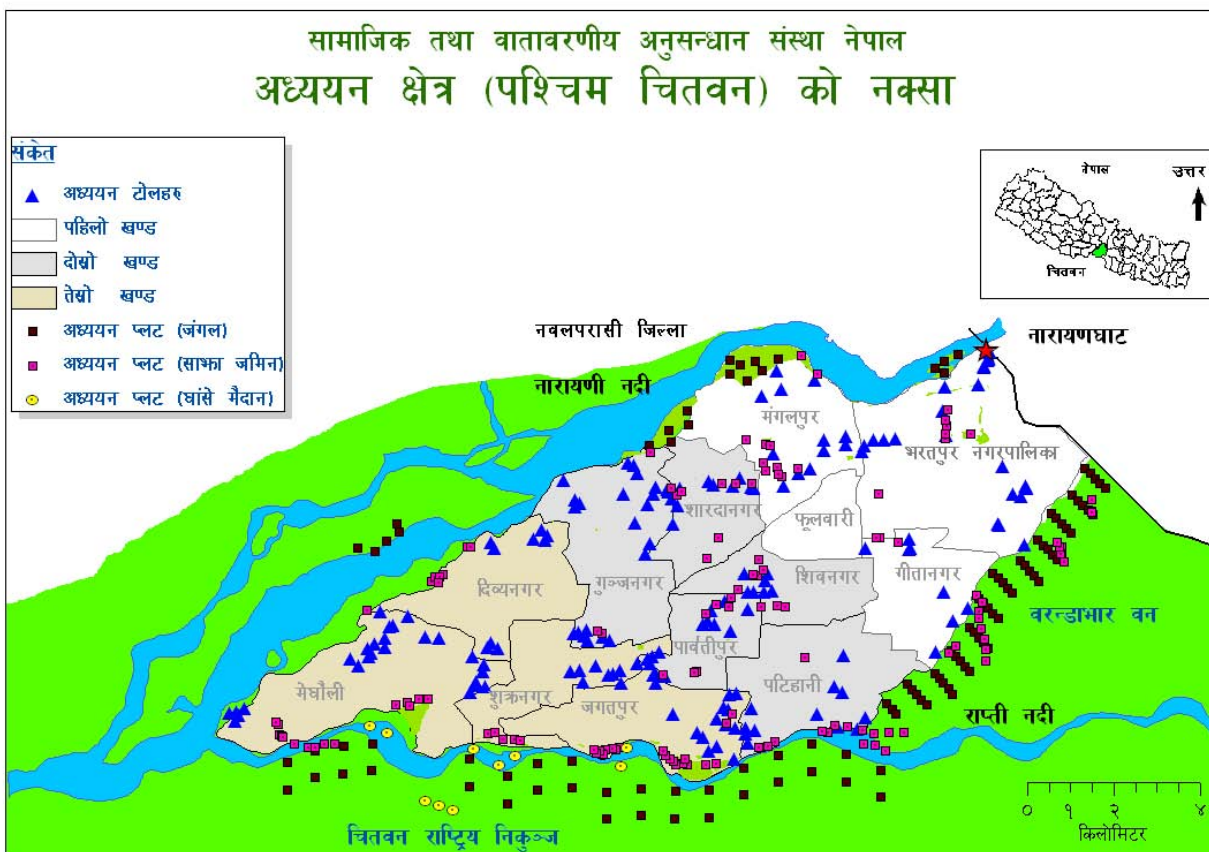 सामाजिक तथा वातावरणीय अनुसन्धान संस्था नेपाल
अध्ययन क्षेत्र (पश्चिम चितवन) को नक्सा
संकेत
अध्ययन टोलहरु
पहिलो खण्ड
दोस्रो खण्ड
तेस्रो खण्ड
अध्ययन प्लट (जंगल)
अध्ययन प्लट (साझा जमिन)
अध्ययन प्लट (घांसे मैदान)
नेपाल
उत्तर
चितवन
नवलपरासी जिल्ला
नारायणघाट
नारायणी नदी
मंगलपुर
भरतपुर नगरपालिका
शारदानगर
फूलवारी
दिव्यनगर
गुञ्जनगर
शिवनगर
गीतानगर
वरन्डाभार वन
पार्वतीपुर
मेघौली
शुक्रनगर
जगतपुर
पटिहानी
राप्ती नदी
चितवन राष्ट्रिय निकुञ्ज
० १ २ ४
किलोमिटर